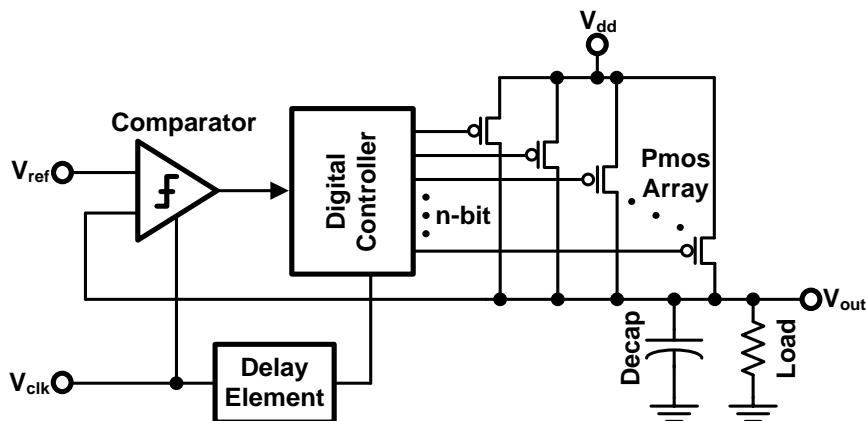 Vdd
Comparator
Vref
Digital
Controller
n-bit
Pmos
Array
Vout
Decap
Load
Vclk
Delay
Element